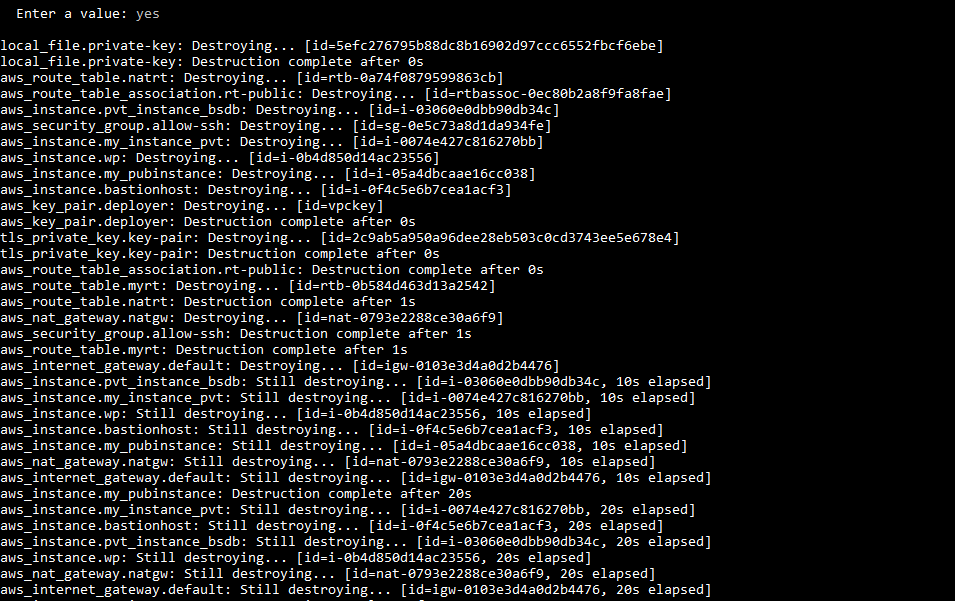 Enter a value: yes
local_file.private-key: Destroying... [id=5efc276795b88dc8b16902d97ccc6552fbcf6ebe]
local_file.private-key: Destruction complete after 0s
aws_route_table.natrt: Destroying... [id=rtb-0a74f0879599863cb]
aws_route_table_association.rt-public: Destroying... [id=rtbassoc-0ec80b2a8f9fa8fae]
aws_instance.pvt_instance_bsdb: Destroying... [id=i-03060e0dbb90db34c]
aws_security_group.allow-ssh: Destroying... [id=sg-0e5c73a8d1da934fe]
aws_instance.my_instance_pvt: Destroying... [id=i-0074e427c816270bb]
aws_instance.wp: Destroying... [id=i-0b4d850d14ac23556]
aws_instance.my_pubinstance: Destroying... [id=i-05a4dbcaae16cc038]
aws_instance.bastionhost: Destroying... [id=i-0f4c5e6b7cea1acf3]
aws_key_pair.deployer: Destroying... [id=vpckey]
aws_key_pair.deployer: Destruction complete after 0s
tls_private_key.key-pair: Destroying... [id=2c9ab5a950a96dee28eb503c0cd3743ee5e678e4]
tls_private_key.key-pair: Destruction complete after 0s
aws_route_table_association.rt-public: Destruction complete after 0s
aws_route_table.myrt: Destroying... [id=rtb-0b584d463d13a2542]
aws_route_table.natrt: Destruction complete after 1s
aws_nat_gateway.natgw: Destroying... [id=nat-0793e2288ce30a6f9]
aws_security_group.allow-ssh: Destruction complete after 1s
aws_route_table.myrt: Destruction complete after 1s
aws_internet_gateway.default: Destroying... [id=igw-0103e3d4a0d2b4476]
aws_instance.pvt_instance_bsdb: Still destroying... [id=i-03060e0dbb90db34c, 10s elapsed]
aws_instance.my_instance_pvt: Still destroying... [id=i-0074e427c816270bb, 10s elapsed]
aws_instance.wp: Still destroying... [id=i-0b4d850d14ac23556, 10s elapsed]
aws_instance.bastionhost: Still destroying... [id=i-0f4c5e6b7cea1acf3, 10s elapsed]
aws_instance.my_pubinstance: Still destroying... [id=i-05a4dbcaae16cc038, 10s elapsed]
aws_nat_gateway.natgw: Still destroying... [id=nat-0793e2288ce30a6f9, 10s elapsed]
aws_internet_gateway.default: Still destroying... [id=igw-0103e3d4a0d2b4476, 10s elapsed]
aws_instance.my_pubinstance: Destruction complete after 20s
aws_instance.my_instance_pvt: Still destroying... [id=i-0074e427c816270bb, 20s elapsed]
aws_instance.bastionhost: Still destroying... [id=i-0f4c5e6b7cea1acf3, 20s elapsed]
aws_instance.pvt_instance_bsdb: Still destroying... [id=i-03060e0dbb90db34c, 20s elapsed]
aws_instance.wp: Still destroying... [id=i-0b4d850d14ac23556, 20s elapsed]
aws_nat_gateway.natgw: Still destroying... [id=nat-0793e2288ce30a6f9, 20s elapsed]
aws_internet_gateway.default: Still destroying... [id=igw-0103e3d4a0d2b4476, 20s elapsed]